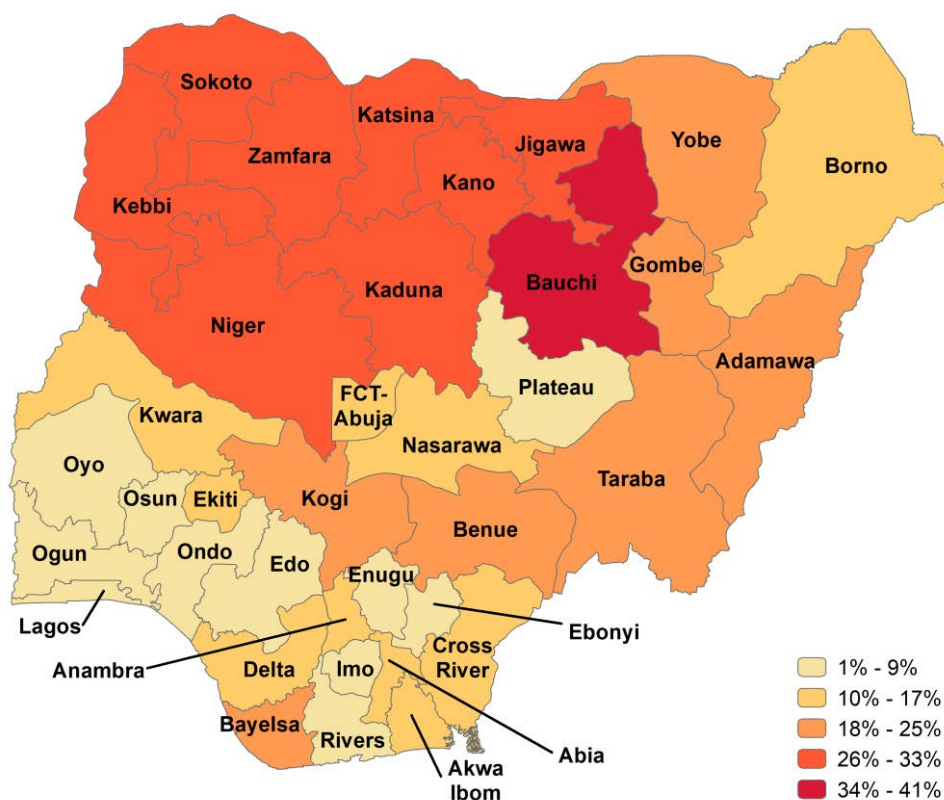 Sokoto
Katsina
Zamfara
Jigawa
Yobe
Borno
Kano
Kebbi
Kaduna
Bauchi
Gombe
Niger
Adamawa
Plateau
FCT-
Abuja
Kwara
Nasarawa
Oyo
Taraba
Osun
Ekiti
Kogi
Benue
Ogun
Ondo
Edo
Enugu
Lagos
Ebonyi
Anambra
Cross
River
Delta
Imo
Bayelsa
Rivers
Abia
Akwa
Ibom
1% - 9%
10% - 17%
18% - 25%
26% - 33%
34% - 41%